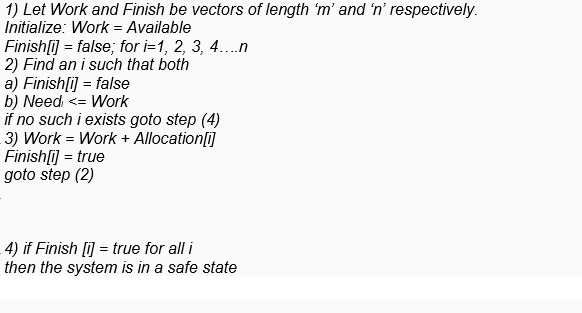 1) Let Work and Finish be vectors of length ‘m’ and ‘n’ respectively.
Initialize: Work = Available
Finish[i] = false; for i=1, 2, 3, 4….n
2) Find an i such that both
a) Finish[i] = false
b) Needᵢ <= Work
if no such i exists goto step (4)
3) Work = Work + Allocation[i]
Finish[i] = true
goto step (2)
4) if Finish [i] = true for all i
then the system is in a safe state